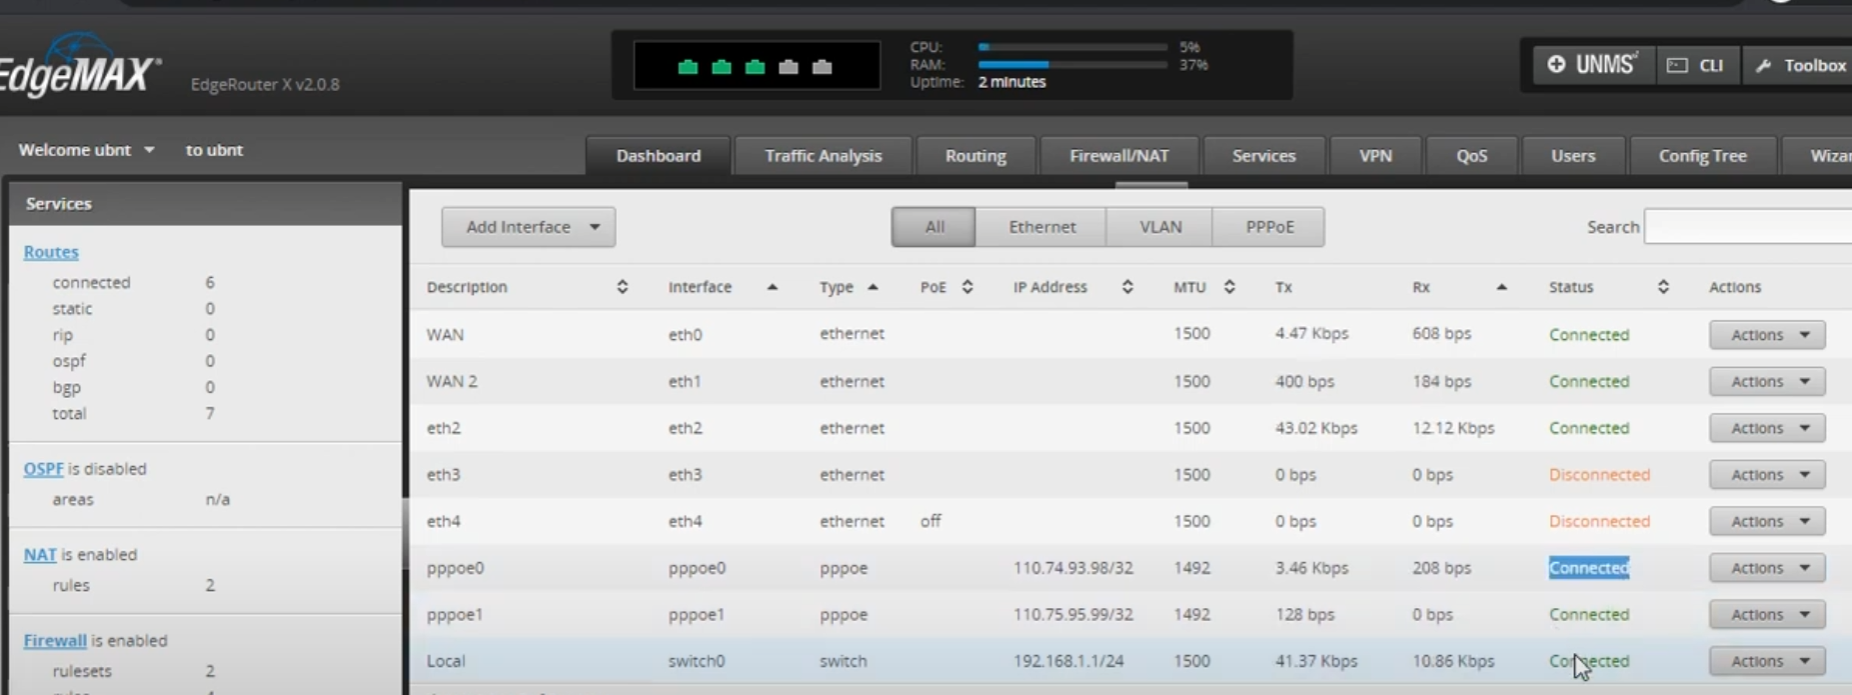 EdgeMAX®
EdgeRouter X v2.0.8
CPU: 5%
RAM: 37%
Uptime: 2 minutes
UNMS
CLI
Toolbox
Welcome ubnt to ubnt
Dashboard Traffic Analysis Routing Firewall/NAT Services VPN QoS Users Config Tree Wizar
Services
Routes
connected 6
static 0
rip 0
ospf 0
bgp 0
total 7
OSPF is disabled
areas n/a
NAT is enabled
rules 2
Firewall is enabled
rulesets 2
Add Interface All Ethernet VLAN PPPoE Search
Description Interface Type PoE IP Address MTU Tx Rx Status Actions
WAN eth0 ethernet 1500 4.47 Kbps 608 bps Connected Actions
WAN 2 eth1 ethernet 1500 400 bps 184 bps Connected Actions
eth2 eth2 ethernet 1500 43.02 Kbps 12.12 Kbps Connected Actions
eth3 eth3 ethernet 1500 0 bps 0 bps Disconnected Actions
eth4 eth4 ethernet off 1500 0 bps 0 bps Disconnected Actions
pppoe0 pppoe0 pppoe 110.74.93.98/32 1492 3.46 Kbps 208 bps Connected Actions
pppoe1 pppoe1 pppoe 110.75.95.99/32 1492 128 bps 0 bps Connected Actions
Local switch0 switch 192.168.1.1/24 1500 41.37 Kbps 10.86 Kbps Connected Actions